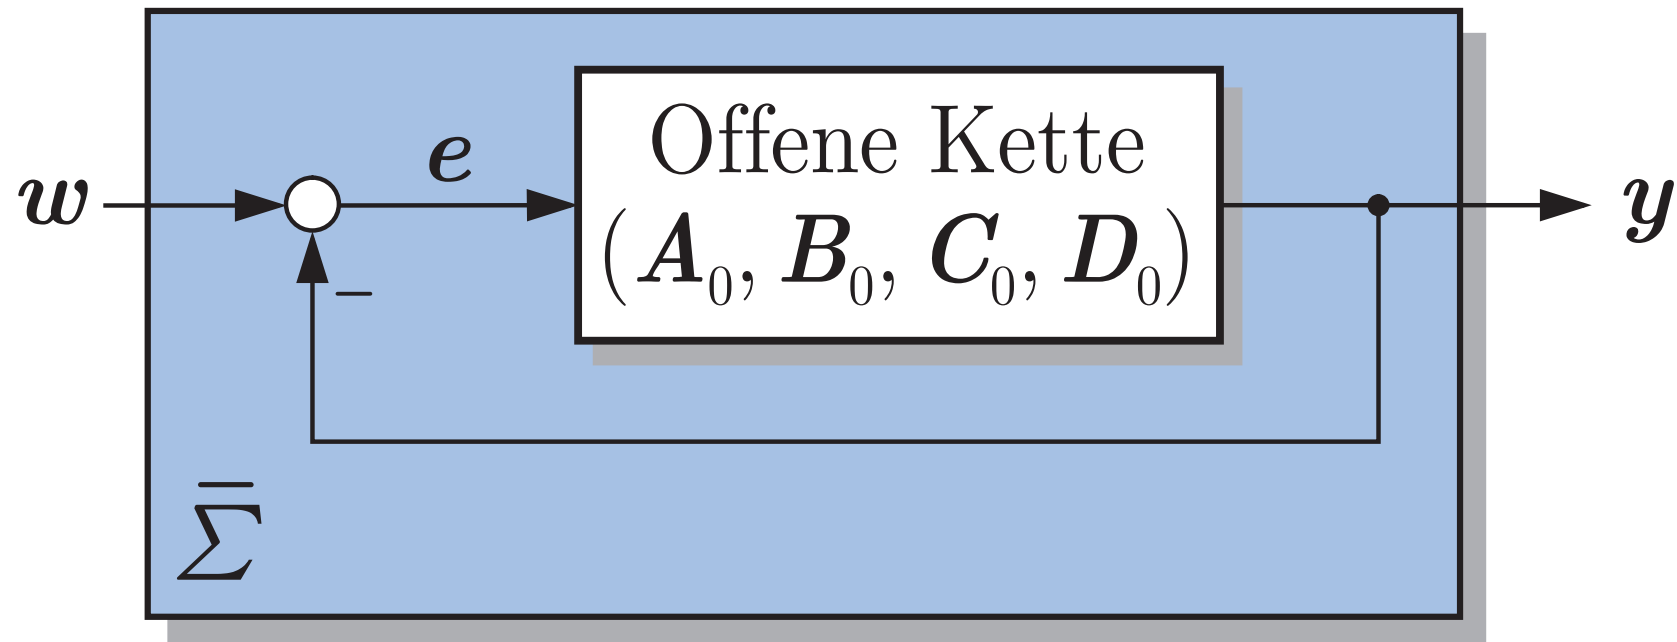 w
e
Offene Kette
(A₀, B₀, C₀, D₀)
y
−
Σ̄